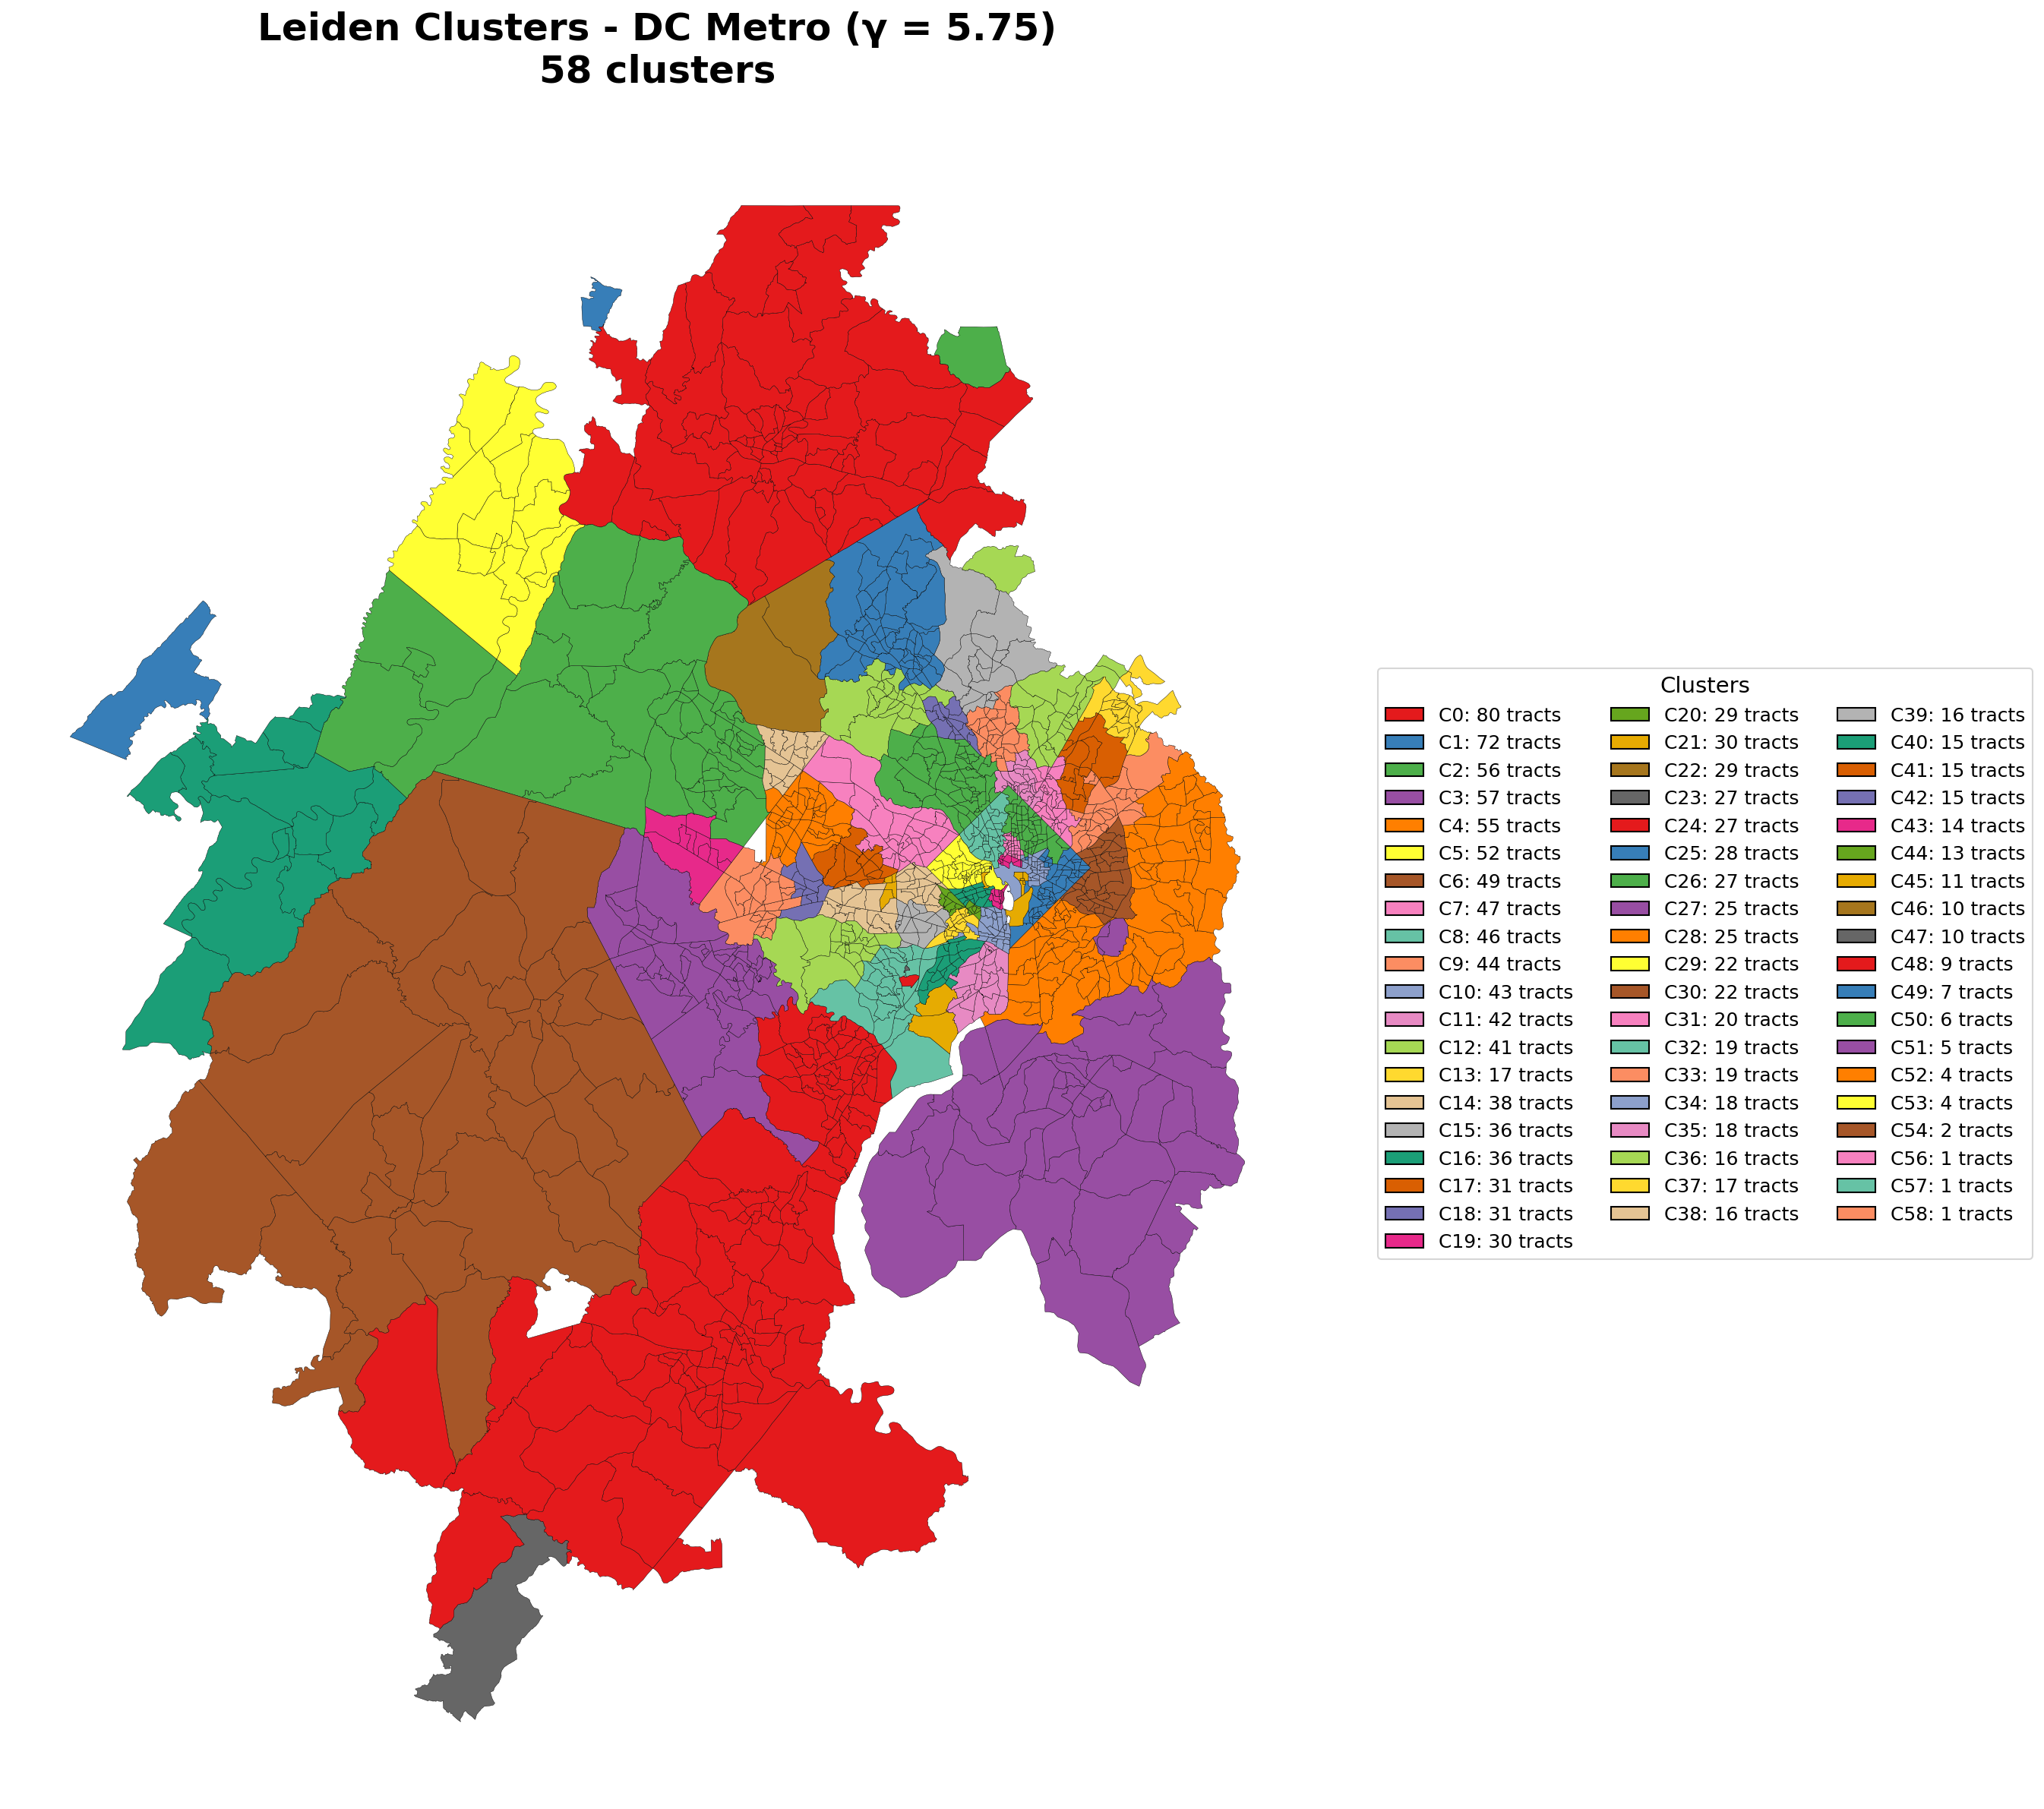 Leiden Clusters - DC Metro (γ = 5.75)
58 clusters
Clusters
C0: 80 tracts
C1: 72 tracts
C2: 56 tracts
C3: 57 tracts
C4: 55 tracts
C5: 52 tracts
C6: 49 tracts
C7: 47 tracts
C8: 46 tracts
C9: 44 tracts
C10: 43 tracts
C11: 42 tracts
C12: 41 tracts
C13: 17 tracts
C14: 38 tracts
C15: 36 tracts
C16: 36 tracts
C17: 31 tracts
C18: 31 tracts
C19: 30 tracts
C20: 29 tracts
C21: 30 tracts
C22: 29 tracts
C23: 27 tracts
C24: 27 tracts
C25: 28 tracts
C26: 27 tracts
C27: 25 tracts
C28: 25 tracts
C29: 22 tracts
C30: 22 tracts
C31: 20 tracts
C32: 19 tracts
C33: 19 tracts
C34: 18 tracts
C35: 18 tracts
C36: 16 tracts
C37: 17 tracts
C38: 16 tracts
C39: 16 tracts
C40: 15 tracts
C41: 15 tracts
C42: 15 tracts
C43: 14 tracts
C44: 13 tracts
C45: 11 tracts
C46: 10 tracts
C47: 10 tracts
C48: 9 tracts
C49: 7 tracts
C50: 6 tracts
C51: 5 tracts
C52: 4 tracts
C53: 4 tracts
C54: 2 tracts
C56: 1 tracts
C57: 1 tracts
C58: 1 tracts